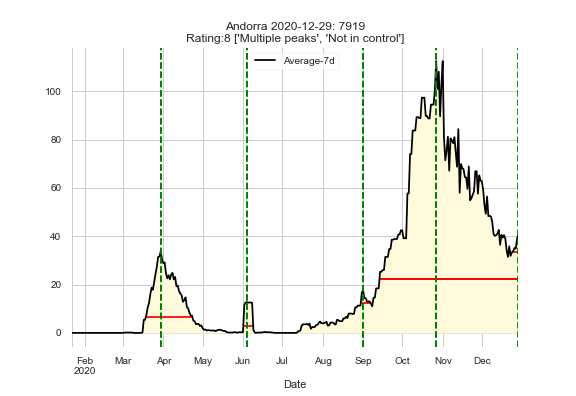 Andorra 2020-12-29: 7919
Rating:8 ['Multiple peaks', 'Not in control']
Average-7d
100
80
60
40
20
0
Feb Mar Apr May Jun Jul Aug Sep Oct Nov Dec
2020
Date